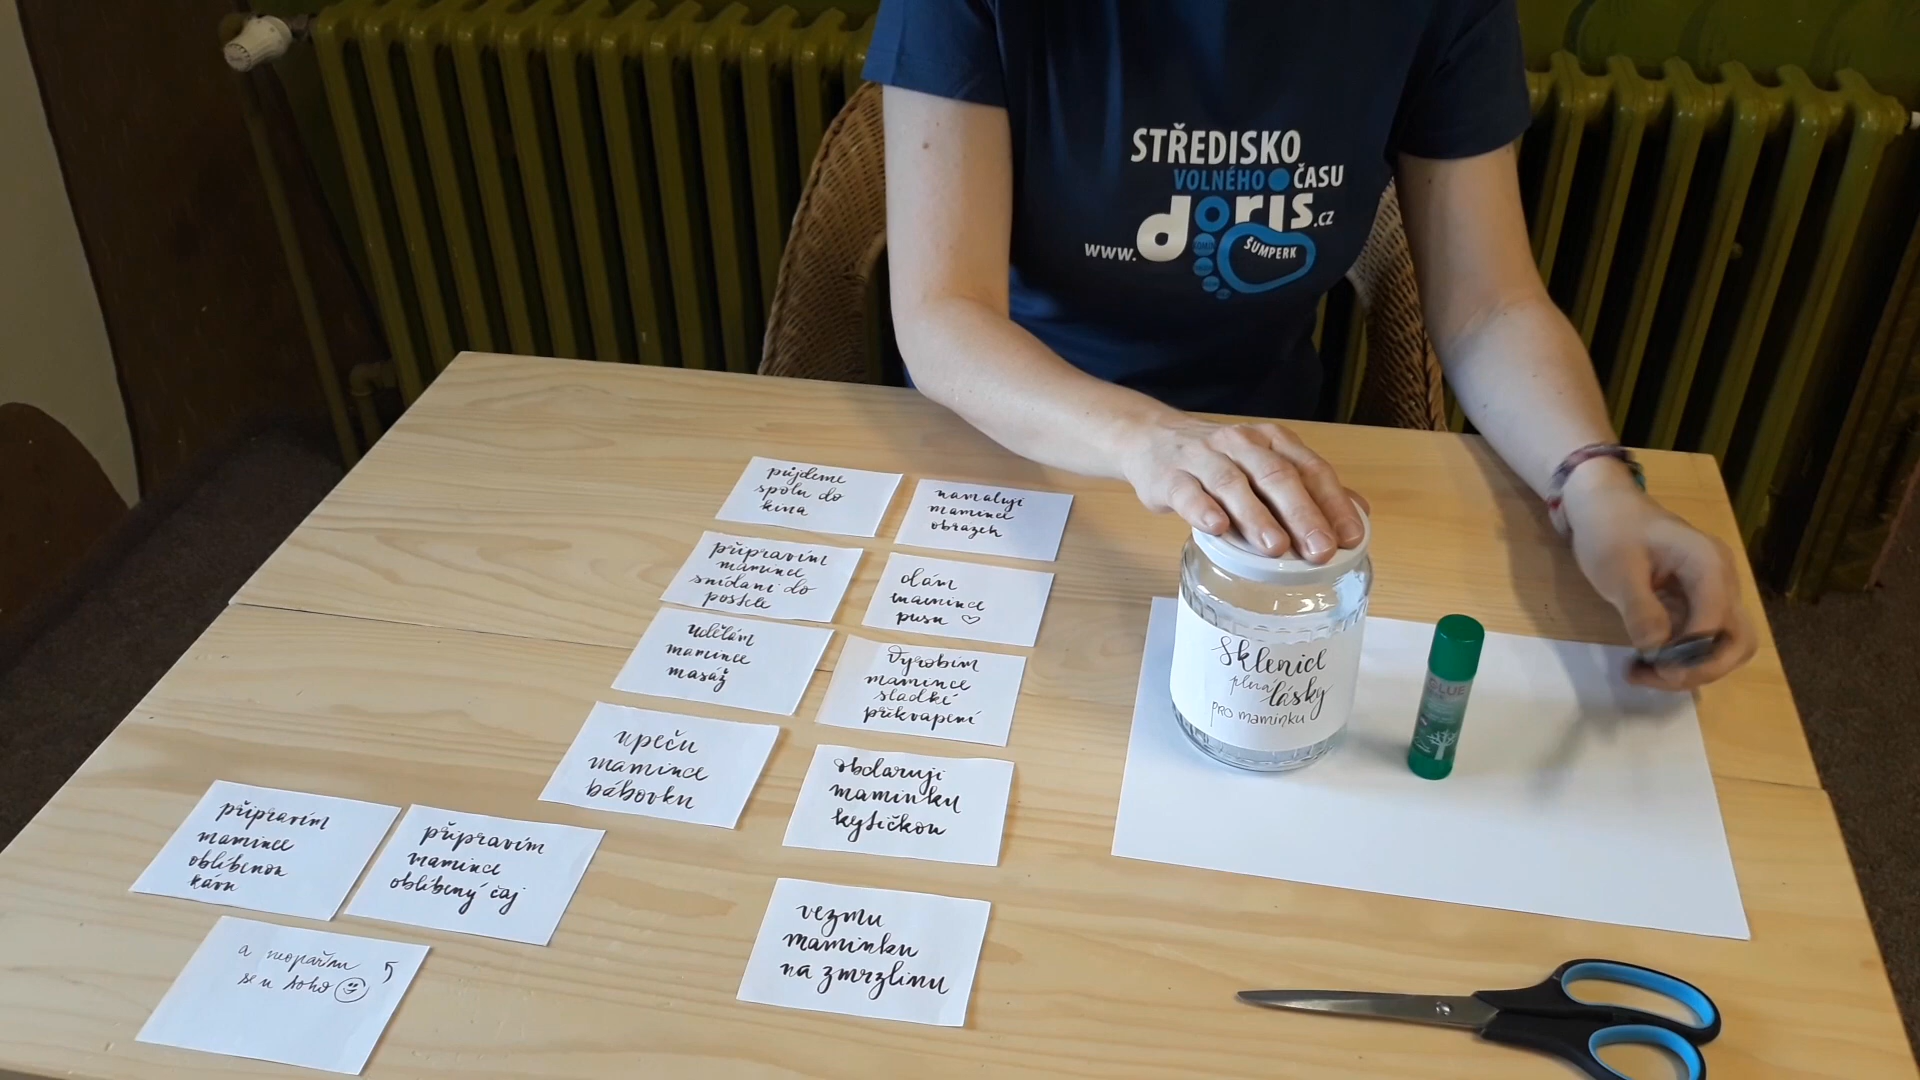 STŘEDISKO
VOLNÉHO ČASU
www.doris.cz
ŠUMPERK
půjdeme
spolu do
kina
namaluji
mamince
obrázek
připravím
mamince
snídani do
postele
dám
mamince
pusu ♡
udělám
mamince
masáž
Vyrobím
mamince
sladké
překvapení
upeču
mamince
bábovku
obdaruji
maminku
kytičkou
připravím
mamince
oblíbenou
kávu
připravím
mamince
oblíbený čaj
a neopařím
se u toho
vezmu
maminku
na zmrzlinu
Sklenice
plná lásky
PRO maminku
GLUE